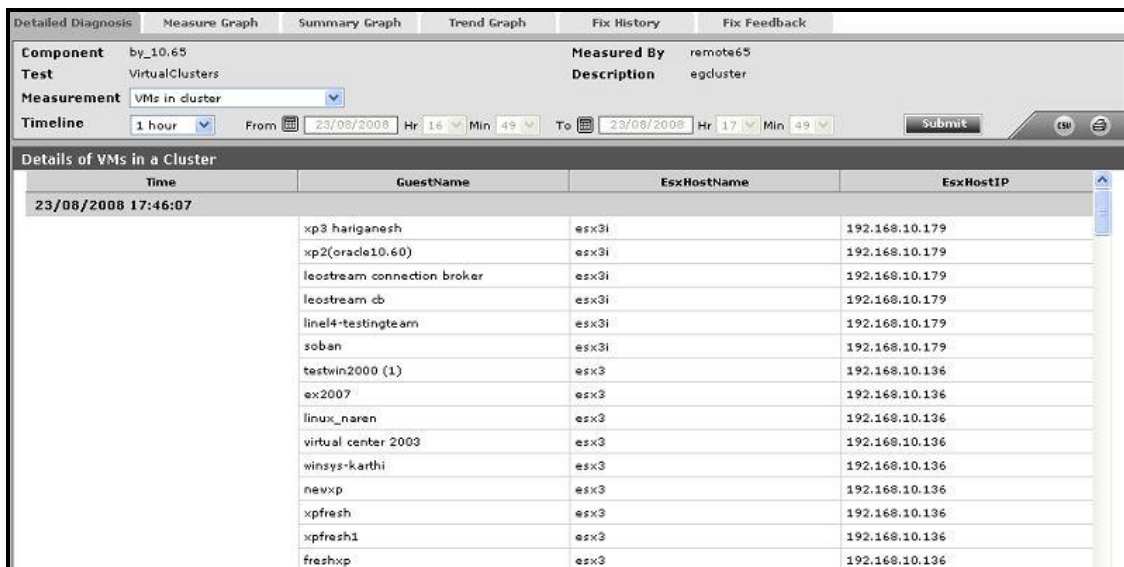 Detailed Diagnosis Measure Graph Summary Graph Trend Graph Fix History Fix Feedback
Component by_10.65 Measured By remote65
Test VirtualClusters Description egcluster
Measurement VMs in cluster
Timeline 1 hour From 23/08/2008 Hr 16 Min 49 To 23/08/2008 Hr 17 Min 49 Submit CSV
Details of VMs in a Cluster
Time GuestName EsxHostName EsxHostIP
23/08/2008 17:46:07
xp3 hariganesh esx3i 192.168.10.179
xp2(oracle10.60) esx3i 192.168.10.179
leostream connection broker esx3i 192.168.10.179
leostream cb esx3i 192.168.10.179
linel4-testingteam esx3i 192.168.10.179
soban esx3i 192.168.10.179
testwin2000 (1) esx3 192.168.10.136
ex2007 esx3 192.168.10.136
linux_naren esx3 192.168.10.136
virtual center 2003 esx3 192.168.10.136
winsys-karthi esx3 192.168.10.136
newxp esx3 192.168.10.136
xpfresh esx3 192.168.10.136
xpfresh1 esx3 192.168.10.136
freshxp esx3 192.168.10.136